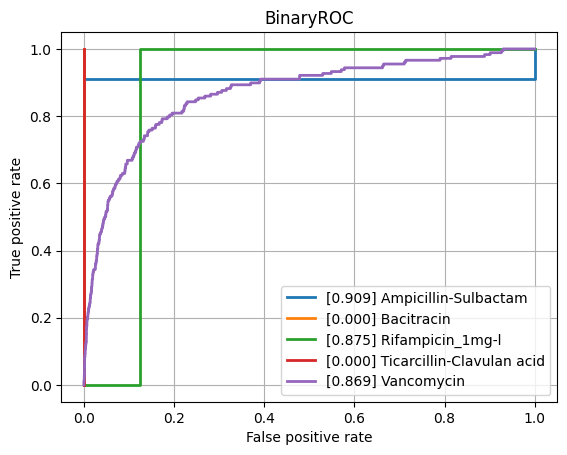 BinaryROC
True positive rate
1.0
0.8
0.6
0.4
0.2
0.0
[0.909] Ampicillin-Sulbactam
[0.000] Bacitracin
[0.875] Rifampicin_1mg-l
[0.000] Ticarcillin-Clavulan acid
[0.869] Vancomycin
0.0 0.2 0.4 0.6 0.8 1.0
False positive rate